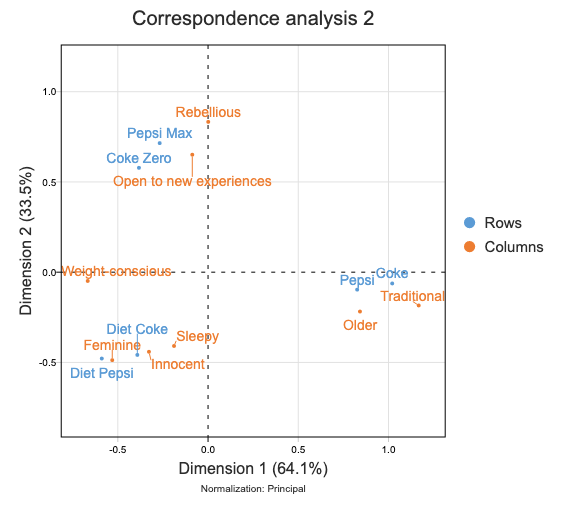 Correspondence analysis 2
Dimension 2 (33.5%)
1.0
0.5
0.0
-0.5
Rebellious
Pepsi Max
Coke Zero
Open to new experiences
Weight-conscious
Pepsi
Coke
Traditional
Older
Diet Coke
Sleepy
Feminine
Innocent
Diet Pepsi
Rows
Columns
-0.5 0.0 0.5 1.0
Dimension 1 (64.1%)
Normalization: Principal